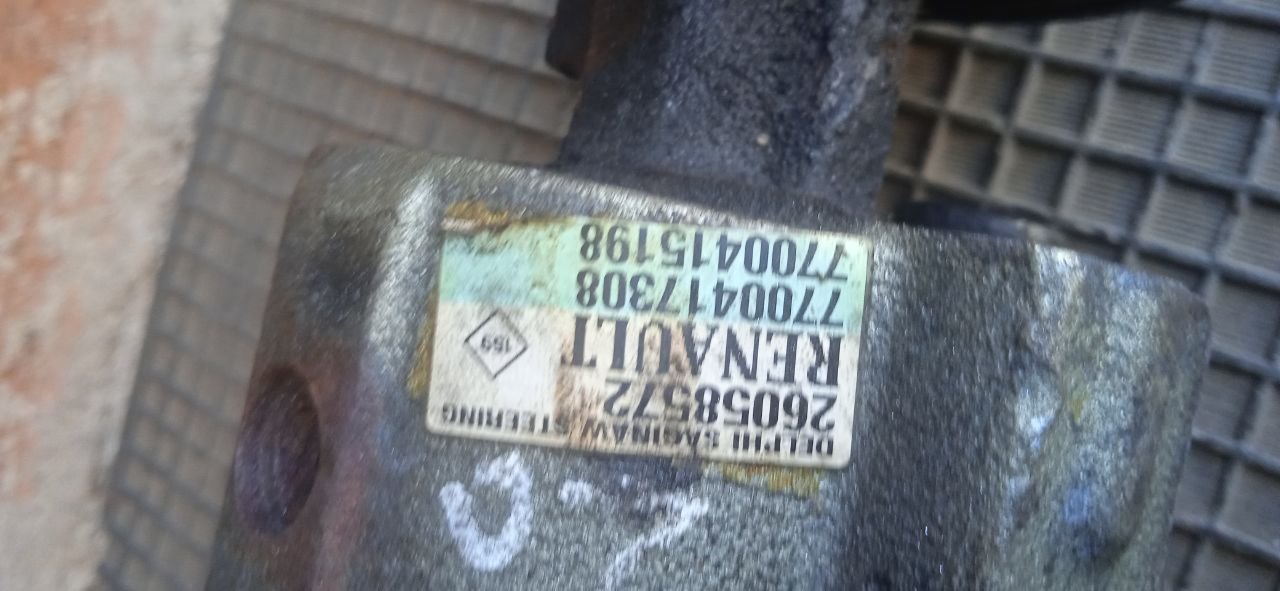 DELPHI SAGINAW STEERING
26058572
RENAULT
159
7700417308
7700415198